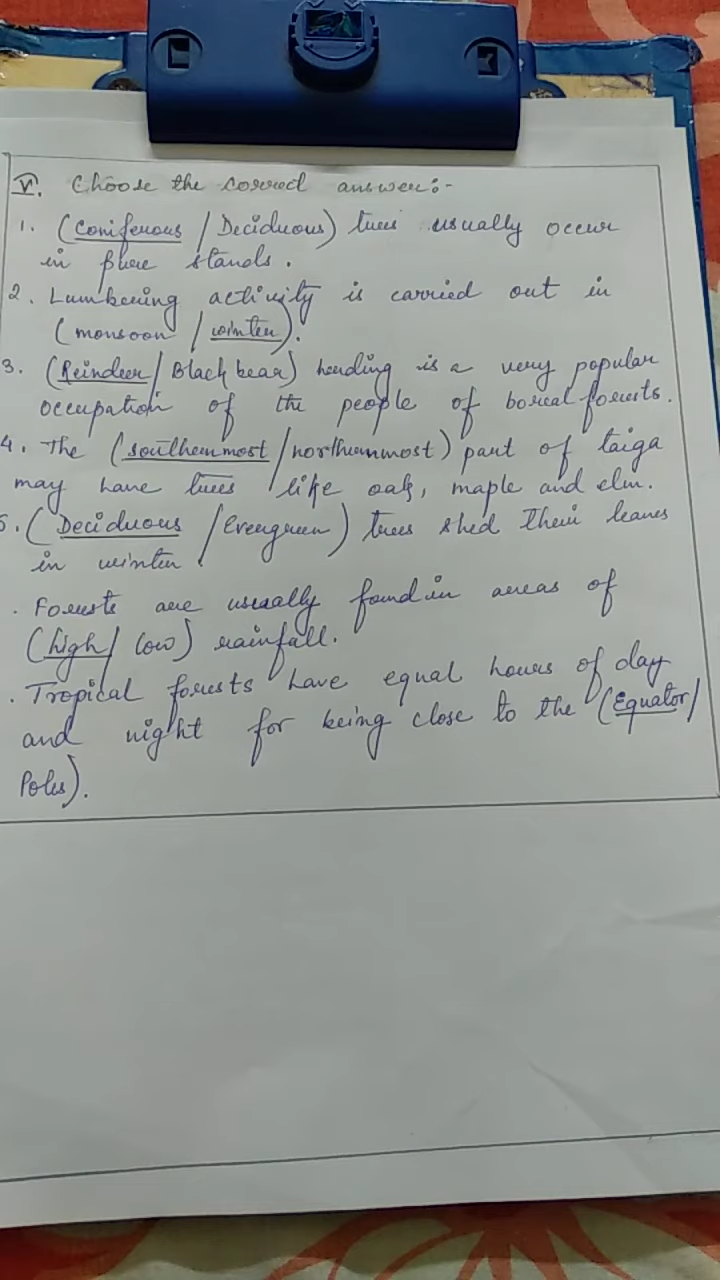 V. Choose the correct answer:-
1. (Coniferous / Deciduous) trees usually occur
in pure stands.
2. Lumbering activity is carried out in
(monsoon / winter).
3. (Reindeer / Black bear) herding is a very popular
occupation of the people of boreal forests.
4. The (southernmost / northernmost) part of taiga
may have trees like oak, maple and elm.
5. (Deciduous / Evergreen) trees shed their leaves
in winter.
. Forests are usually found in areas of
(high / low) rainfall.
. Tropical forests have equal hours of day
and night for being close to the (Equator /
Poles).